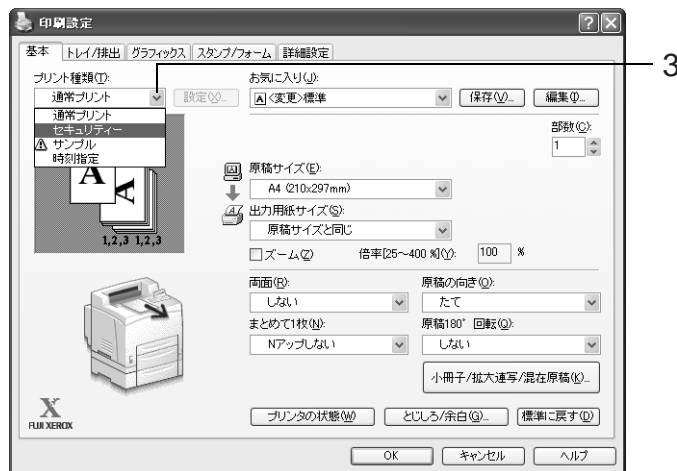 印刷設定
基本 トレイ/排出 グラフィックス スタンプ/フォーム 詳細設定
3
プリント種類(T):
通常プリント 設定(X)...
通常プリント
セキュリティー
サンプル
時刻指定
A A
1,2,3 1,2,3
お気に入り(J):
A <変更>標準 保存(V)... 編集(I)...
部数(C):
1
原稿サイズ(E):
A4 (210x297mm)
出力用紙サイズ(S):
原稿サイズと同じ
ズーム(Z) 倍率[25～400 %](Y): 100 %
両面(R):
しない
原稿の向き(O):
たて
まとめて1枚(N):
Nアップしない
原稿180° 回転(Q):
しない
小冊子/拡大連写/混在原稿(K)...
X
FUJI XEROX
プリンタの状態(W) とじしろ/余白(G)... 標準に戻す(D)
OK キャンセル ヘルプ